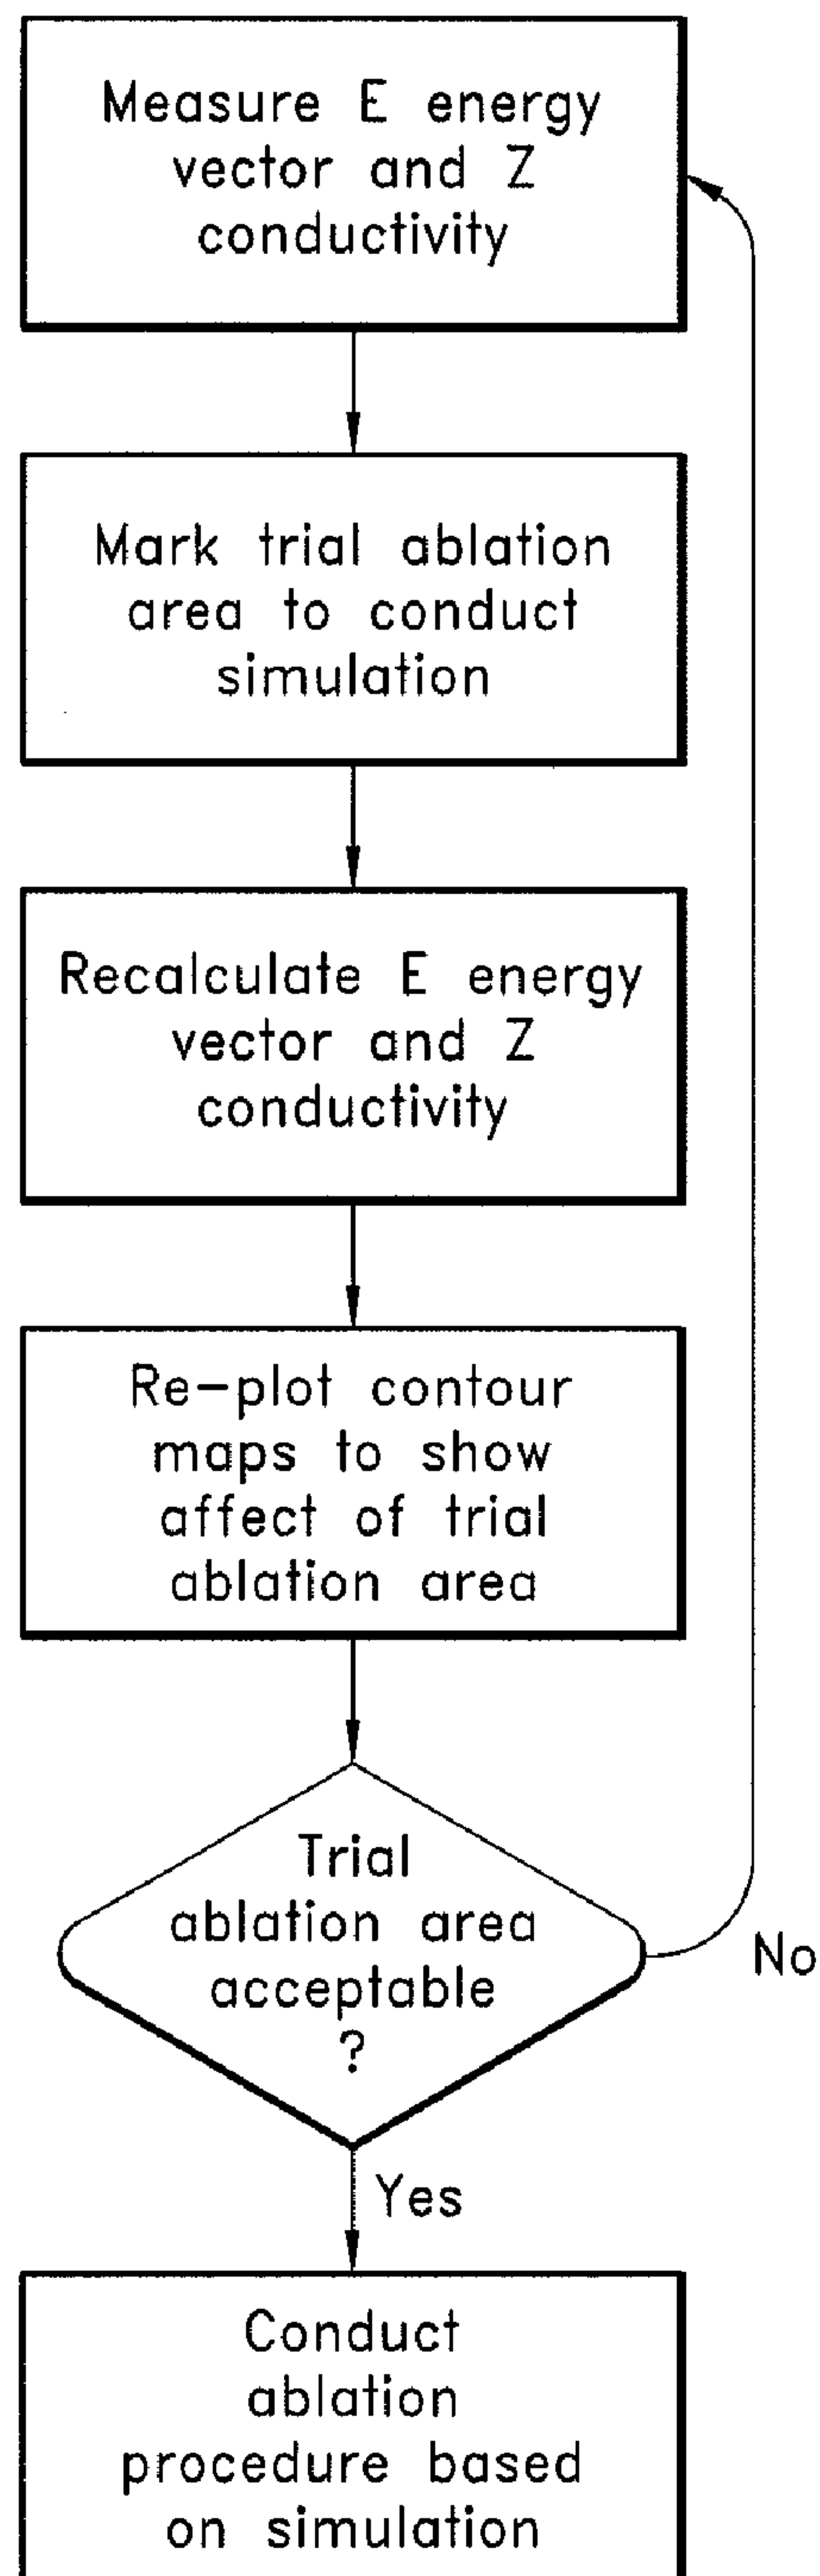 Measure E energy
vector and Z
conductivity
Mark trial ablation
area to conduct
simulation
Recalculate E energy
vector and Z
conductivity
Re-plot contour
maps to show
affect of trial
ablation area
Trial
ablation area
acceptable
?
No
Yes
Conduct
ablation
procedure based
on simulation